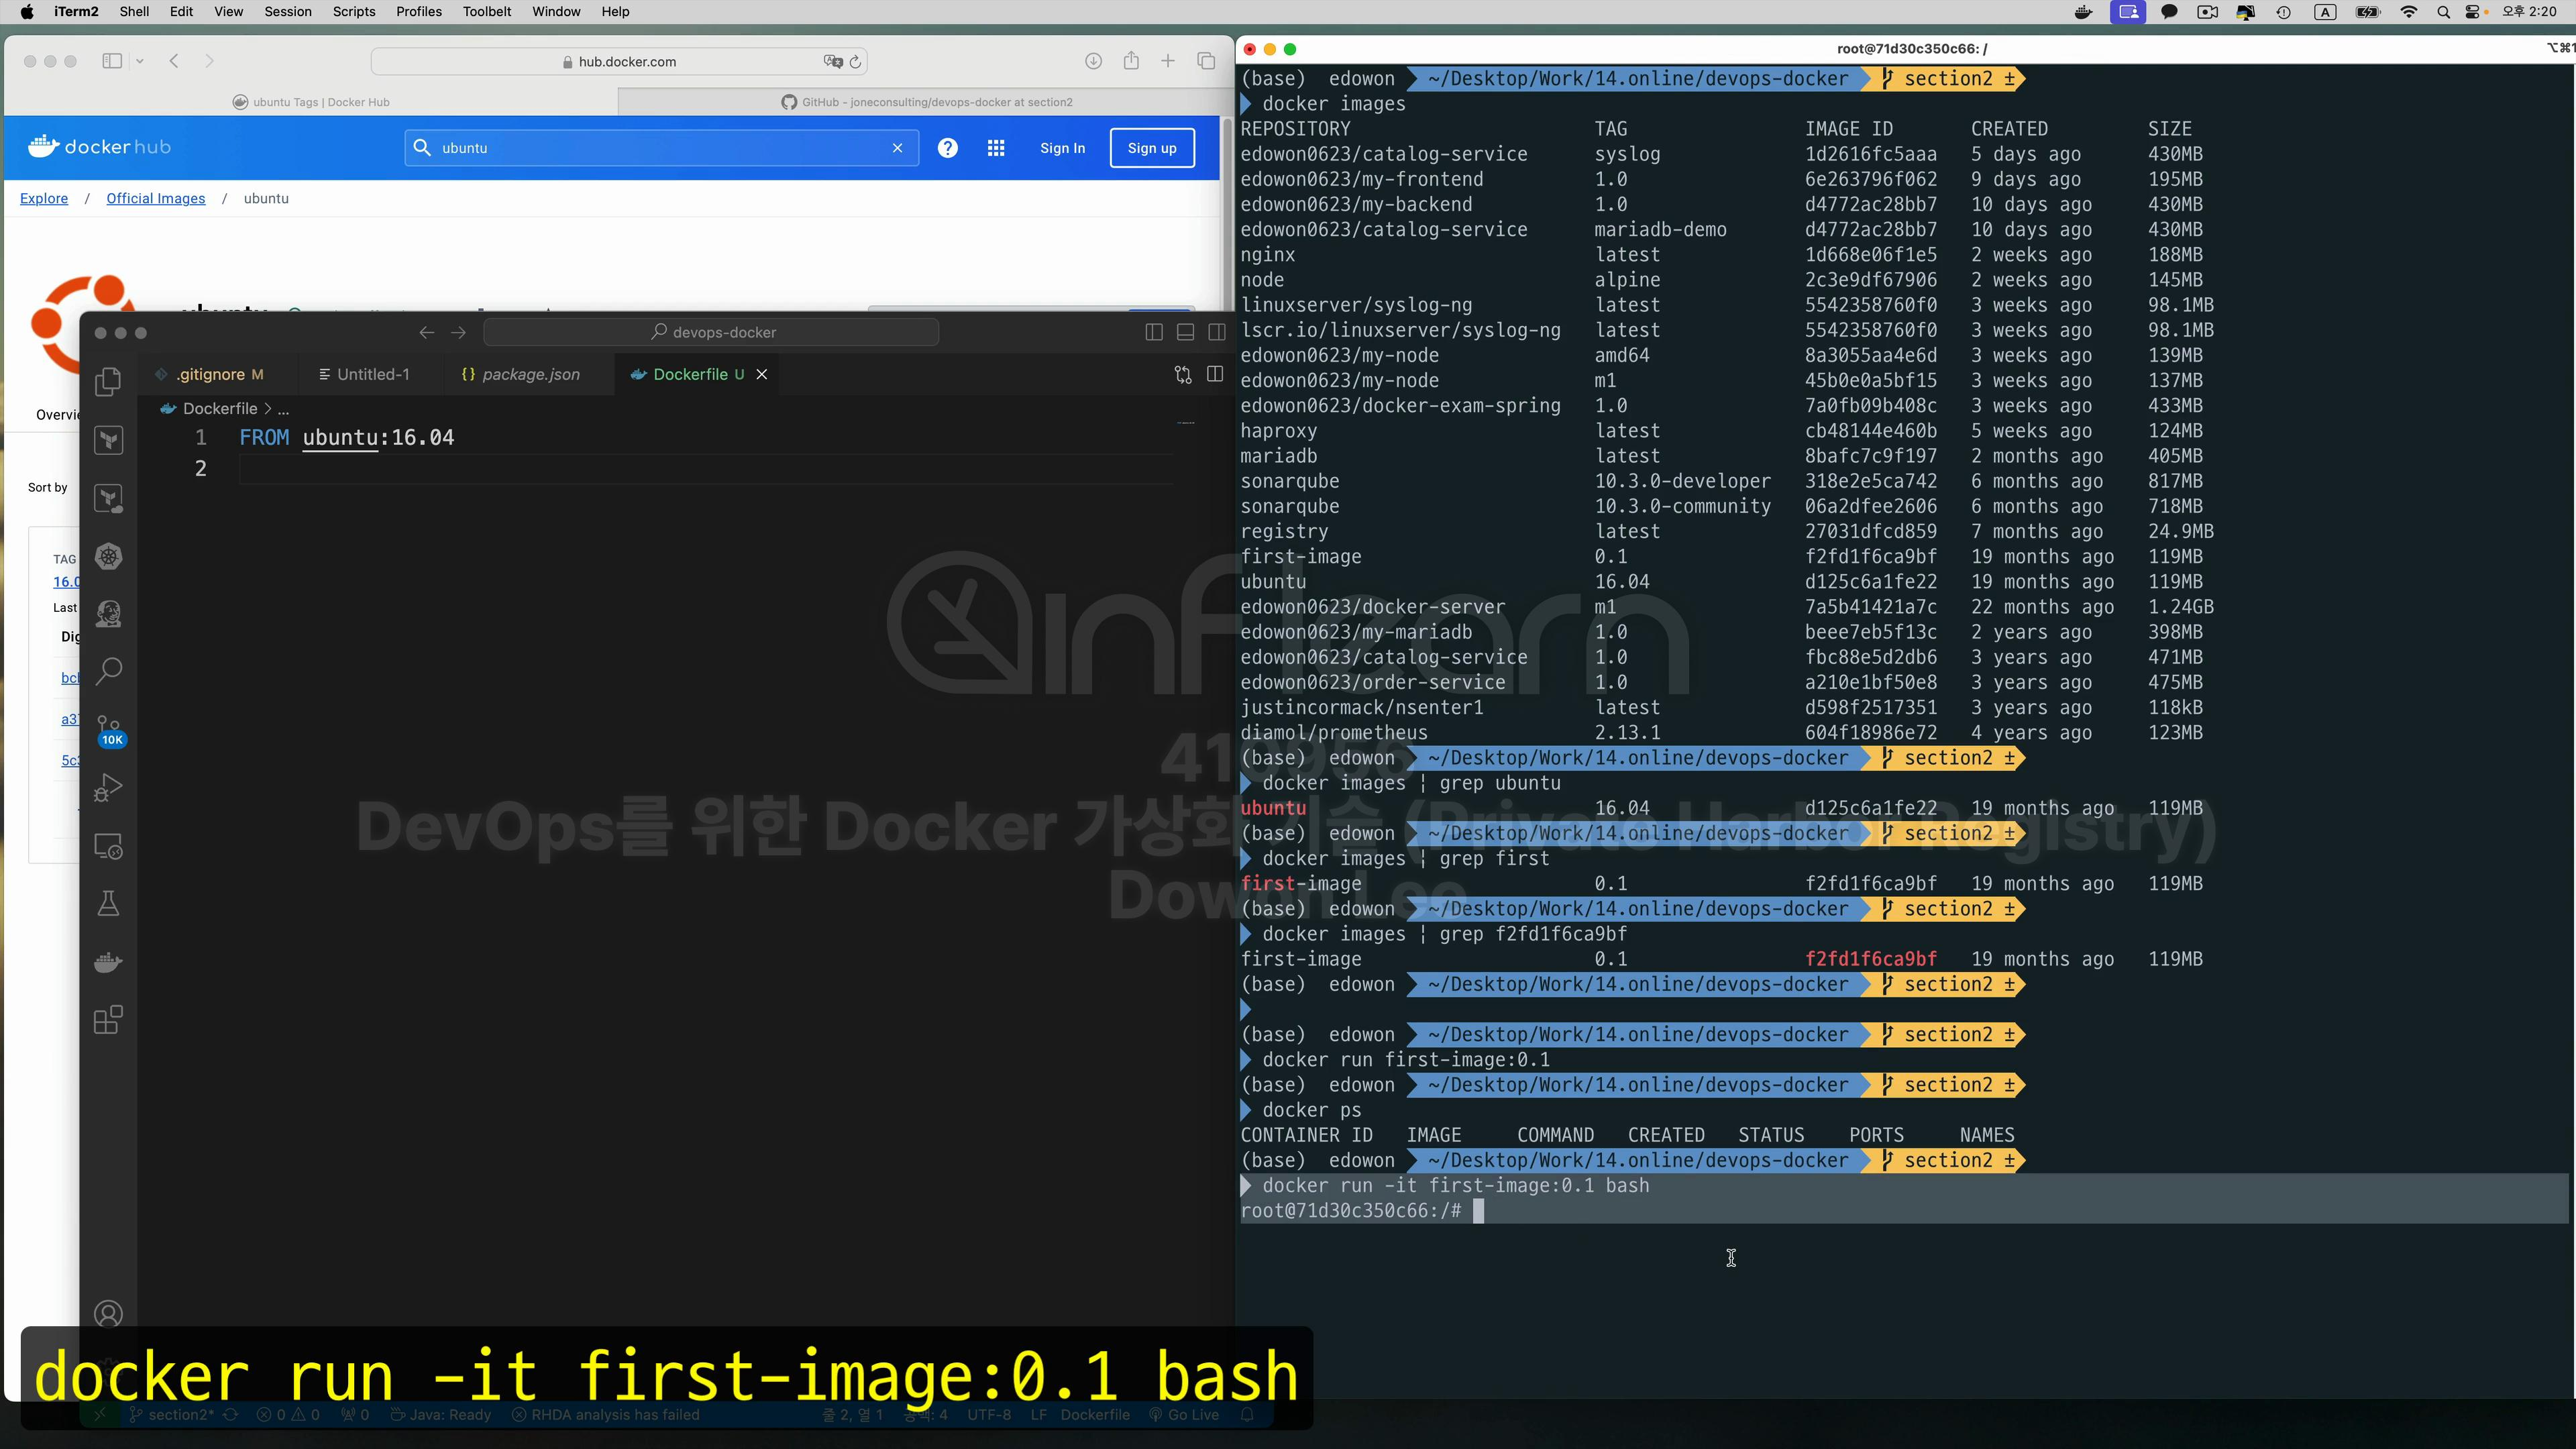 iTerm2 Shell Edit View Session Scripts Profiles Toolbelt Window Help
A 오후 2:20
hub.docker.com
ubuntu Tags | Docker Hub
GitHub - joneconsulting/devops-docker at section2
docker hub
ubuntu
Sign In
Sign up
Explore / Official Images / ubuntu
Sort by
TAG
Last
devops-docker
.gitignore M
Untitled-1
{} package.json
Dockerfile U
Dockerfile > ...
1 FROM ubuntu:16.04
2
10K
section2* 0 0 0 Java: Ready RHDA analysis has failed
줄 2, 열 1 공백: 4 UTF-8 LF Dockerfile Go Live
root@71d30c350c66: /
(base) edowon ~/Desktop/Work/14.online/devops-docker section2 ±
docker images
REPOSITORY TAG IMAGE ID CREATED SIZE
edowon0623/catalog-service syslog 1d2616fc5aaa 5 days ago 430MB
edowon0623/my-frontend 1.0 6e263796f062 9 days ago 195MB
edowon0623/my-backend 1.0 d4772ac28bb7 10 days ago 430MB
edowon0623/catalog-service mariadb-demo d4772ac28bb7 10 days ago 430MB
nginx latest 1d668e06f1e5 2 weeks ago 188MB
node alpine 2c3e9df67906 2 weeks ago 145MB
linuxserver/syslog-ng latest 5542358760f0 3 weeks ago 98.1MB
lscr.io/linuxserver/syslog-ng latest 5542358760f0 3 weeks ago 98.1MB
edowon0623/my-node amd64 8a3055aa4e6d 3 weeks ago 139MB
edowon0623/my-node m1 45b0e0a5bf15 3 weeks ago 137MB
edowon0623/docker-exam-spring 1.0 7a0fb09b408c 3 weeks ago 433MB
haproxy latest cb48144e460b 5 weeks ago 124MB
mariadb latest 8bafc7c9f197 2 months ago 405MB
sonarqube 10.3.0-developer 318e2e5ca742 6 months ago 817MB
sonarqube 10.3.0-community 06a2dfee2606 6 months ago 718MB
registry latest 27031dfcd859 7 months ago 24.9MB
first-image 0.1 f2fd1f6ca9bf 19 months ago 119MB
ubuntu 16.04 d125c6a1fe22 19 months ago 119MB
edowon0623/docker-server m1 7a5b41421a7c 22 months ago 1.24GB
edowon0623/my-mariadb 1.0 beee7eb5f13c 2 years ago 398MB
edowon0623/catalog-service 1.0 fbc88e5d2db6 3 years ago 471MB
edowon0623/order-service 1.0 a210e1bf50e8 3 years ago 475MB
justincormack/nsenter1 latest d598f2517351 3 years ago 118kB
diamol/prometheus 2.13.1 604f18986e72 4 years ago 123MB
(base) edowon ~/Desktop/Work/14.online/devops-docker section2 ±
docker images | grep ubuntu
ubuntu 16.04 d125c6a1fe22 19 months ago 119MB
(base) edowon ~/Desktop/Work/14.online/devops-docker section2 ±
docker images | grep first
first-image 0.1 f2fd1f6ca9bf 19 months ago 119MB
(base) edowon ~/Desktop/Work/14.online/devops-docker section2 ±
docker images | grep f2fd1f6ca9bf
first-image 0.1 f2fd1f6ca9bf 19 months ago 119MB
(base) edowon ~/Desktop/Work/14.online/devops-docker section2 ±
(base) edowon ~/Desktop/Work/14.online/devops-docker section2 ±
docker run first-image:0.1
(base) edowon ~/Desktop/Work/14.online/devops-docker section2 ±
docker ps
CONTAINER ID IMAGE COMMAND CREATED STATUS PORTS NAMES
(base) edowon ~/Desktop/Work/14.online/devops-docker section2 ±
docker run -it first-image:0.1 bash
root@71d30c350c66:/#
inflearn
410956
DevOps를 위한 Docker 가상화 기술 (Private Harbor Registry)
Dowon Lee
docker run -it first-image:0.1 bash